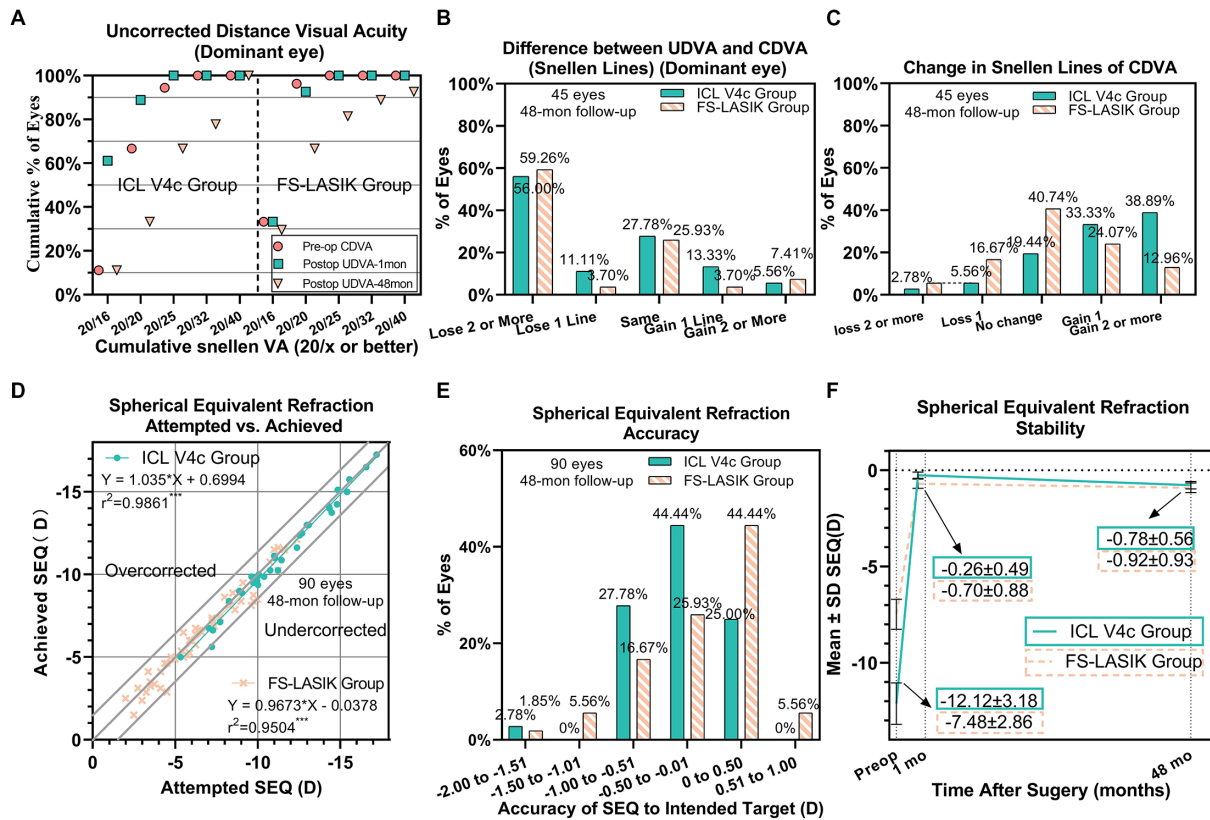 A
Uncorrected Distance Visual Acuity
(Dominant eye)
100%
80%
60%
40%
20%
0%
Cumulative % of Eyes
ICL V4c Group
FS-LASIK Group
Pre-op CDVA
Postop UDVA-1mon
Postop UDVA-48mon
20/16
20/20
20/25
20/32
20/40
20/16
20/20
20/25
20/32
20/40
Cumulative snellen VA (20/x or better)
B
Difference between UDVA and CDVA
(Snellen Lines) (Dominant eye)
100%
80%
60%
40%
20%
0%
% of Eyes
45 eyes
48-mon follow-up
ICL V4c Group
FS-LASIK Group
59.26%
56.00%
11.11%
3.70%
27.78%
25.93%
13.33%
3.70%
5.56%
7.41%
Lose 2 or More
Lose 1 Line
Same
Gain 1 Line
Gain 2 or More
C
Change in Snellen Lines of CDVA
100%
80%
60%
40%
20%
0%
% of Eyes
45 eyes
48-mon follow-up
ICL V4c Group
FS-LASIK Group
2.78%
5.56%
16.67%
19.44%
40.74%
33.33%
24.07%
38.89%
12.96%
loss 2 or more
Loss 1
No change
Gain 1
Gain 2 or more
D
Spherical Equivalent Refraction
Attempted vs. Achieved
-15
-10
-5
0
Achieved SEQ (D)
ICL V4c Group
Y = 1.035*X + 0.6994
r²=0.9861***
Overcorrected
90 eyes
48-mon follow-up
Undercorrected
FS-LASIK Group
Y = 0.9673*X - 0.0378
r²=0.9504***
0
-5
-10
-15
Attempted SEQ (D)
E
Spherical Equivalent Refraction
Accuracy
60%
40%
20%
0%
% of Eyes
90 eyes
48-mon follow-up
ICL V4c Group
FS-LASIK Group
2.78%
1.85%
0%
5.56%
27.78%
16.67%
44.44%
25.93%
25.00%
44.44%
0%
5.56%
-2.00 to -1.51
-1.50 to -1.01
-1.00 to -0.51
-0.50 to -0.01
0 to 0.50
0.51 to 1.00
Accuracy of SEQ to Intended Target (D)
F
Spherical Equivalent Refraction
Stability
0
-5
-10
Mean ± SD SEQ(D)
-0.78±0.56
-0.92±0.93
-0.26±0.49
-0.70±0.88
ICL V4c Group
FS-LASIK Group
-12.12±3.18
-7.48±2.86
Preop
1 mo
48 mo
Time After Sugery (months)